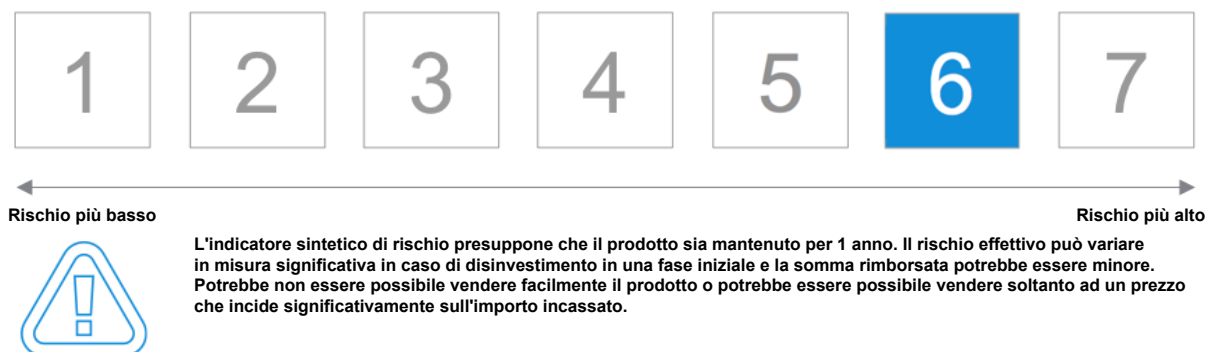 1 2 3 4 5 6 7
Rischio più basso Rischio più alto
L'indicatore sintetico di rischio presuppone che il prodotto sia mantenuto per 1 anno. Il rischio effettivo può variare
in misura significativa in caso di disinvestimento in una fase iniziale e la somma rimborsata potrebbe essere minore.
Potrebbe non essere possibile vendere facilmente il prodotto o potrebbe essere possibile vendere soltanto ad un prezzo
che incide significativamente sull'importo incassato.